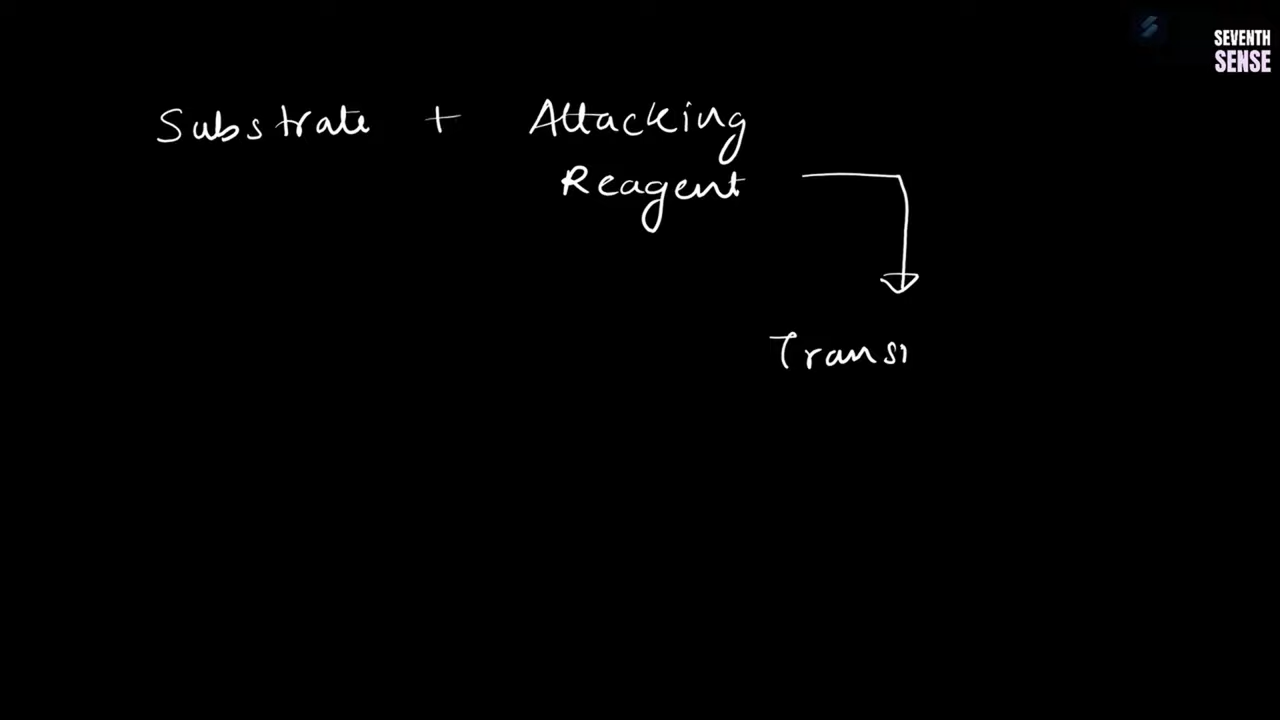 SEVENTH
SENSE
Substrate + Attacking
Reagent
Transi